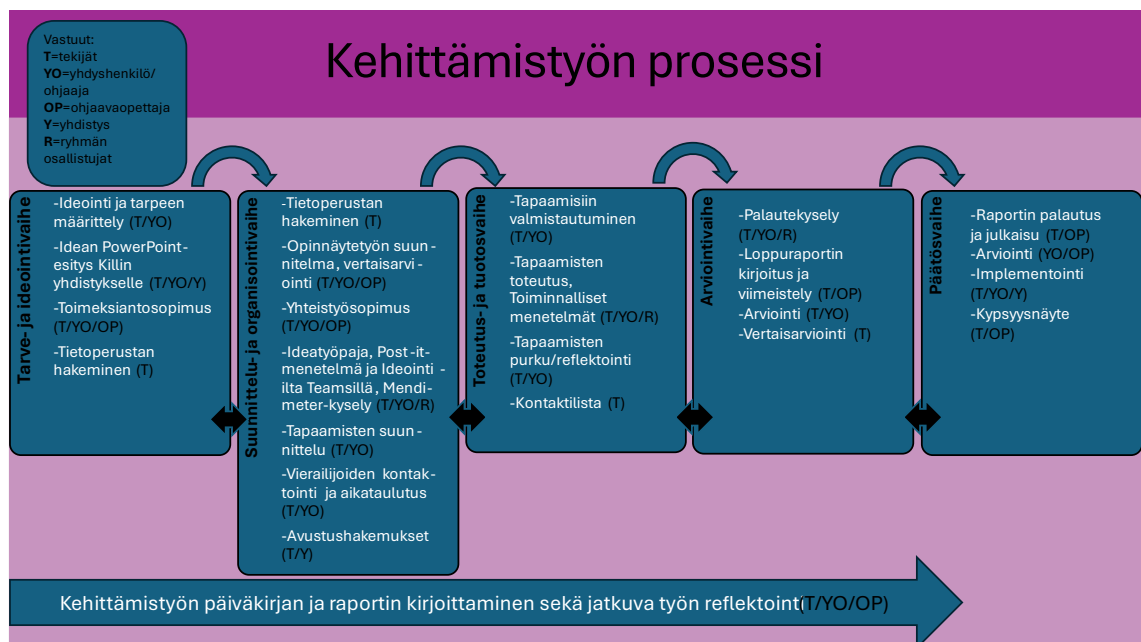 Kehittämistyön prosessi
Vastuut:
T=tekijät
YO=yhdyshenkilö/
ohjaaja
OP=ohjaavaopettaja
Y=yhdistys
R=ryhmän
osallistujat
Tarve- ja ideointivaihe
-Ideointi ja tarpeen
määrittely (T/YO)
-Idean PowerPoint-
esitys Killin
yhdistykselle (T/YO/Y)
-Toimeksiantosopimus
(T/YO/OP)
-Tietoperustan
hakeminen (T)
Suunnittelu- ja organisointivaihe
-Tietoperustan
hakeminen (T)
-Opinnäytetyön suun-
nitelma, vertaisarvi-
ointi (T/YO/OP)
-Yhteistyösopimus
(T/YO/OP)
-Ideatyöpaja, Post-it-
menetelmä ja Ideointi-
ilta Teamsillä, Mendi-
meter-kysely (T/YO/R)
-Tapaamisten suun-
nittelu (T/YO)
-Vierailijoiden kontak-
tointi ja aikataulutus
(T/YO)
-Avustushakemukset
(T/Y)
Toteutus- ja tuotosvaihe
-Tapaamisiin
valmistautuminen
(T/YO)
-Tapaamisten
toteutus,
Toiminnalliset
menetelmät (T/YO/R)
-Tapaamisten
purku/reflektointi
(T/YO)
-Kontaktilista (T)
Arviointivaihe
-Palautekysely
(T/YO/R)
-Loppuraportin
kirjoitus ja
viimeistely (T/OP)
-Arviointi (T/YO)
-Vertaisarviointi (T)
Päätösvaihe
-Raportin palautus
ja julkaisu (T/OP)
-Arviointi (YO/OP)
-Implementointi
(T/YO/Y)
-Kypsyysnäyte
(T/OP)
Kehittämistyön päiväkirjan ja raportin kirjoittaminen sekä jatkuva työn reflektointi(T/YO/OP)